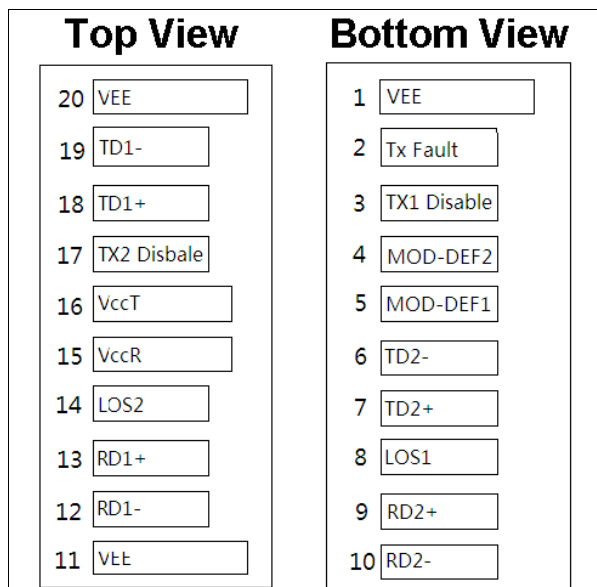 Top View
20 VEE
19 TD1-
18 TD1+
17 TX2 Disbale
16 VccT
15 VccR
14 LOS2
13 RD1+
12 RD1-
11 VEE
Bottom View
1 VEE
2 Tx Fault
3 TX1 Disable
4 MOD-DEF2
5 MOD-DEF1
6 TD2-
7 TD2+
8 LOS1
9 RD2+
10 RD2-